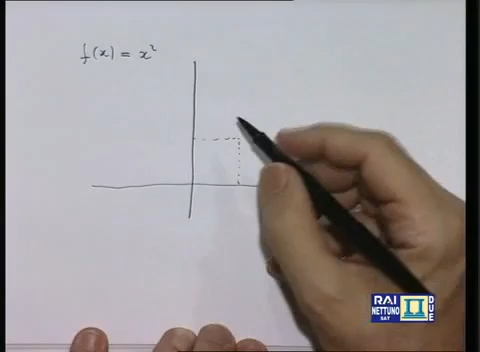 f(x) = x²
RAI
NETTUNO
SAT
DUE